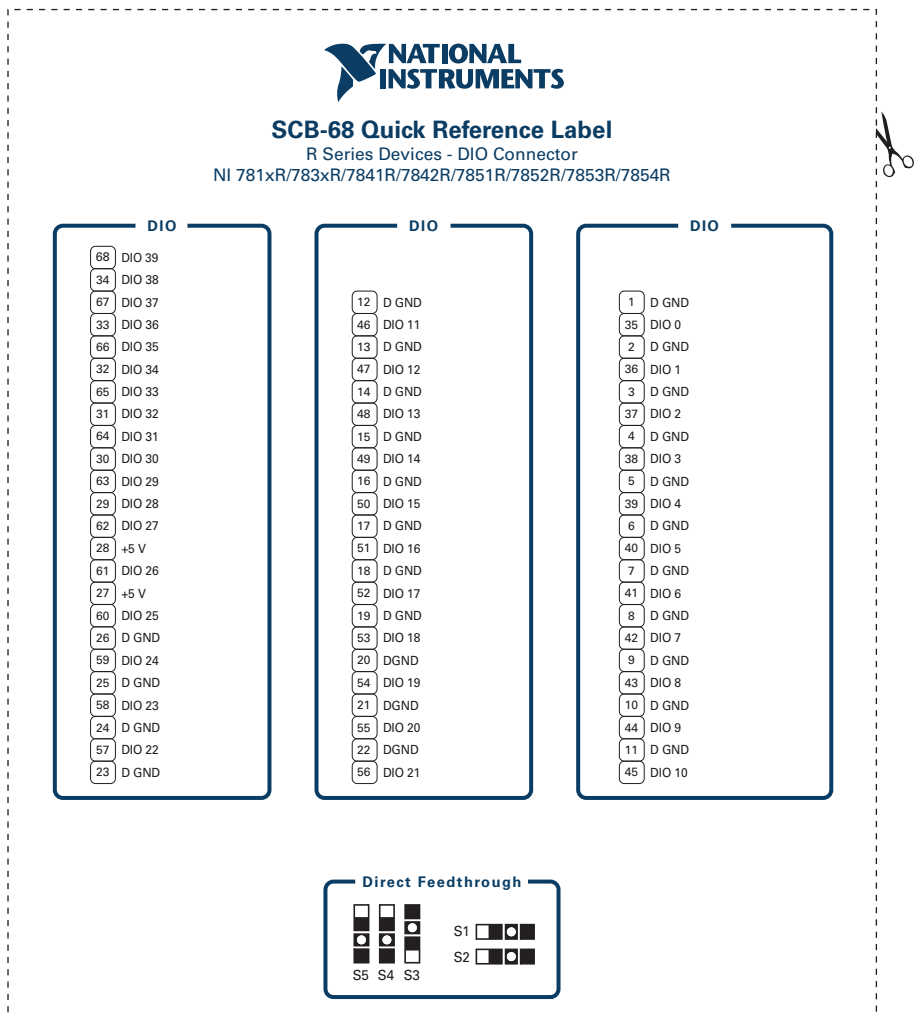 NATIONAL
INSTRUMENTS
SCB-68 Quick Reference Label
R Series Devices - DIO Connector
NI 781xR/783xR/7841R/7842R/7851R/7852R/7853R/7854R
DIO
68 DIO 39
34 DIO 38
67 DIO 37
33 DIO 36
66 DIO 35
32 DIO 34
65 DIO 33
31 DIO 32
64 DIO 31
30 DIO 30
63 DIO 29
29 DIO 28
62 DIO 27
28 +5 V
61 DIO 26
27 +5 V
60 DIO 25
26 D GND
59 DIO 24
25 D GND
58 DIO 23
24 D GND
57 DIO 22
23 D GND
DIO
12 D GND
46 DIO 11
13 D GND
47 DIO 12
14 D GND
48 DIO 13
15 D GND
49 DIO 14
16 D GND
50 DIO 15
17 D GND
51 DIO 16
18 D GND
52 DIO 17
19 D GND
53 DIO 18
20 DGND
54 DIO 19
21 DGND
55 DIO 20
22 DGND
56 DIO 21
DIO
1 D GND
35 DIO 0
2 D GND
36 DIO 1
3 D GND
37 DIO 2
4 D GND
38 DIO 3
5 D GND
39 DIO 4
6 D GND
40 DIO 5
7 D GND
41 DIO 6
8 D GND
42 DIO 7
9 D GND
43 DIO 8
10 D GND
44 DIO 9
11 D GND
45 DIO 10
Direct Feedthrough
S5 S4 S3
S1
S2